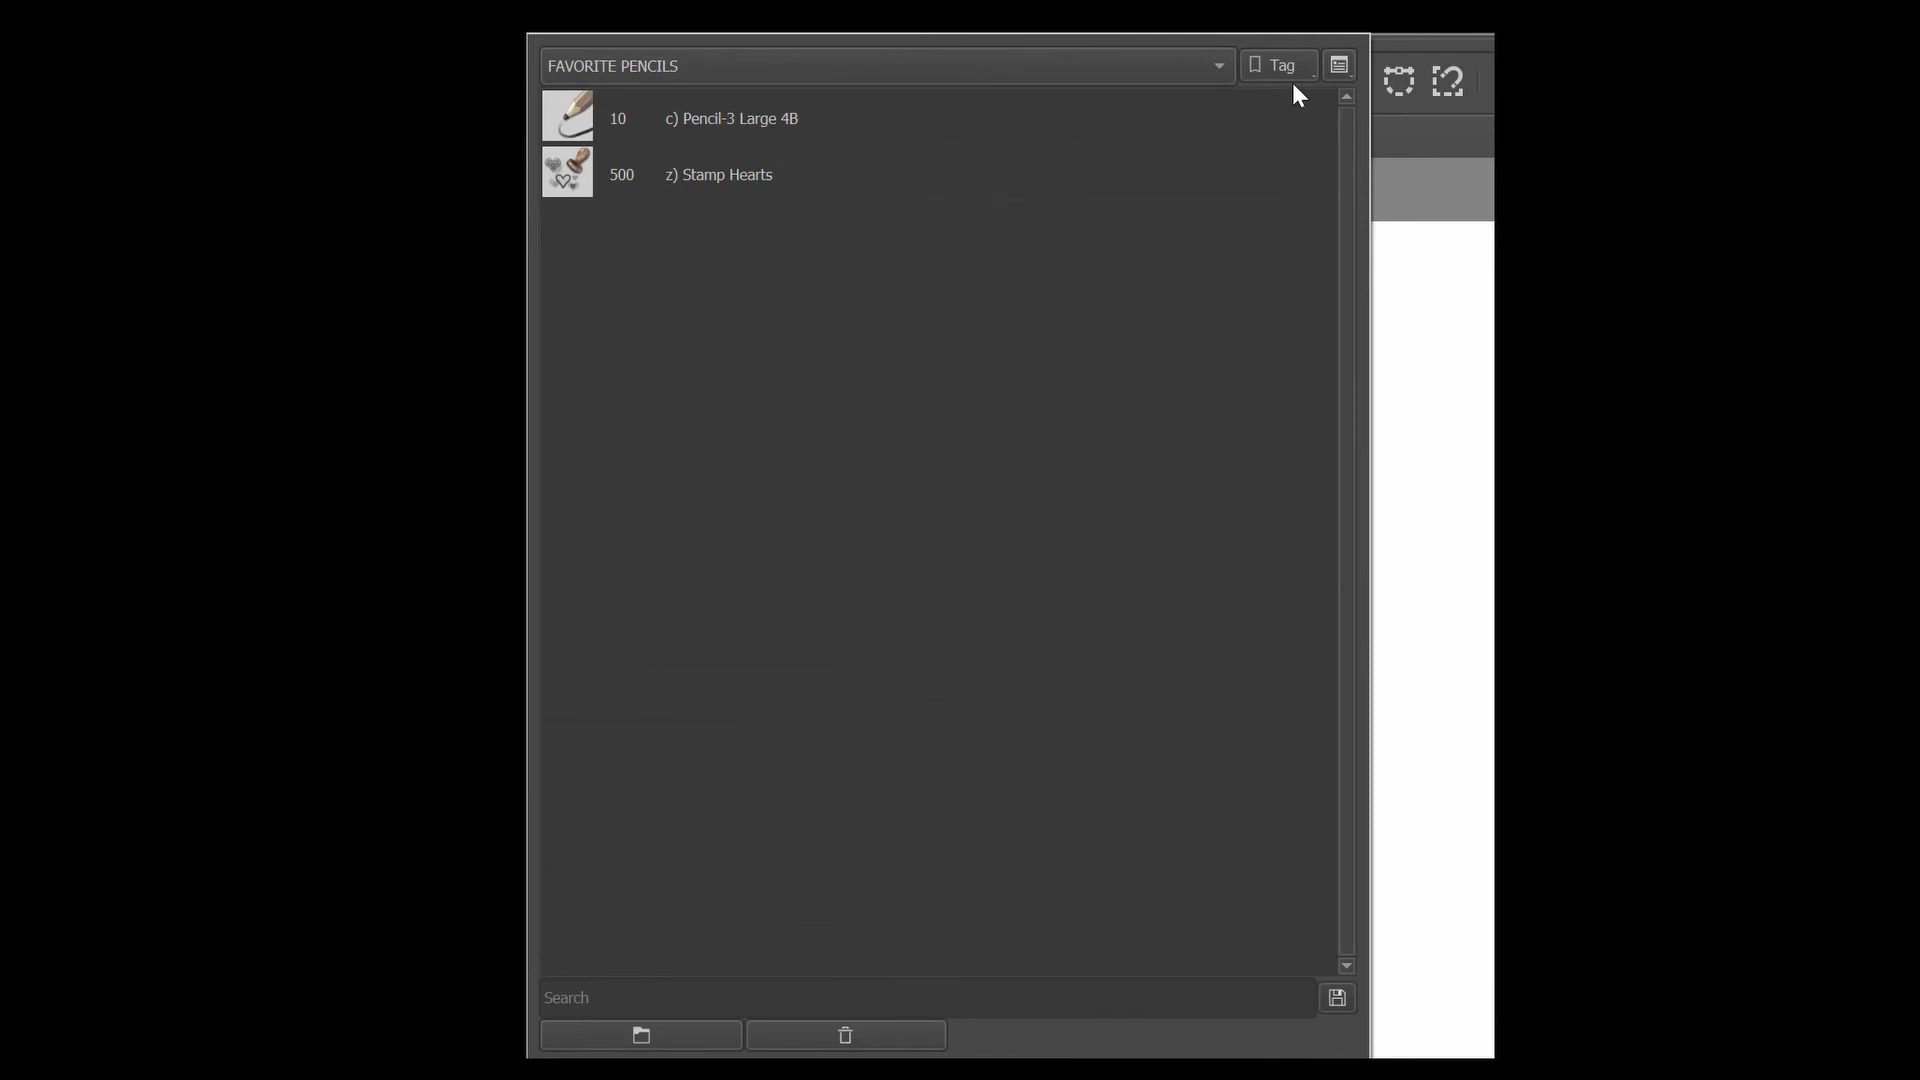 FAVORITE PENCILS
Tag
10 c) Pencil-3 Large 4B
500 z) Stamp Hearts
Search